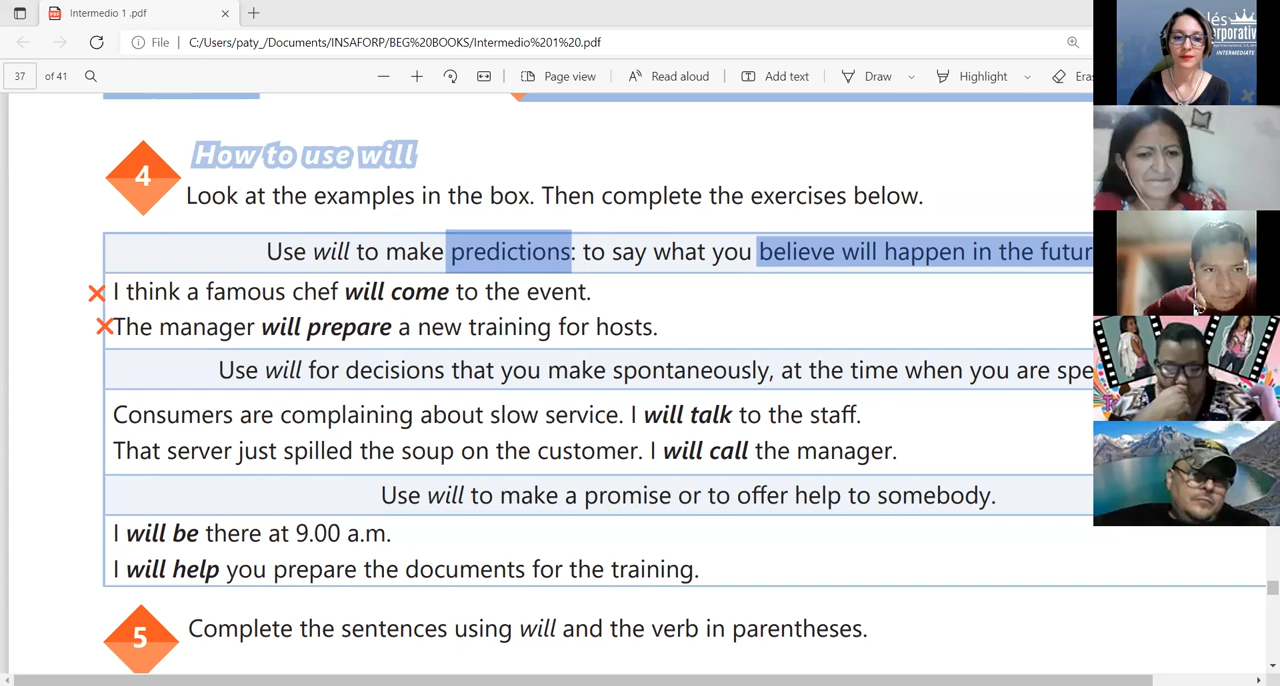 Intermedio 1 .pdf
File C:/Users/paty_/Documents/INSAFORP/BEG%20BOOKS/Intermedio%201%20.pdf
37 of 41 Page view Read aloud Add text Draw Highlight Eras
4 How to use will
Look at the examples in the box. Then complete the exercises below.
Use will to make predictions: to say what you believe will happen in the futur
I think a famous chef will come to the event.
The manager will prepare a new training for hosts.
Use will for decisions that you make spontaneously, at the time when you are spe
Consumers are complaining about slow service. I will talk to the staff.
That server just spilled the soup on the customer. I will call the manager.
Use will to make a promise or to offer help to somebody.
I will be there at 9.00 a.m.
I will help you prepare the documents for the training.
5 Complete the sentences using will and the verb in parentheses.
lés
orporativ
INTERMEDIATE